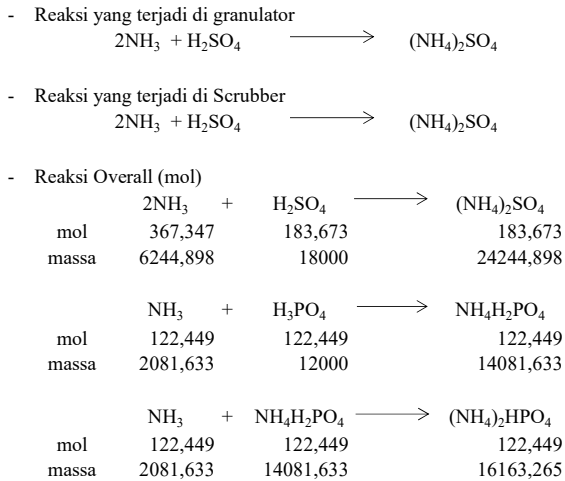 - Reaksi yang terjadi di granulator
2NH₃ + H₂SO₄ ⟶ (NH₄)₂SO₄
- Reaksi yang terjadi di Scrubber
2NH₃ + H₂SO₄ ⟶ (NH₄)₂SO₄
- Reaksi Overall (mol)
2NH₃ + H₂SO₄ ⟶ (NH₄)₂SO₄
mol 367,347 183,673 183,673
massa 6244,898 18000 24244,898
NH₃ + H₃PO₄ ⟶ NH₄H₂PO₄
mol 122,449 122,449 122,449
massa 2081,633 12000 14081,633
NH₃ + NH₄H₂PO₄ ⟶ (NH₄)₂HPO₄
mol 122,449 122,449 122,449
massa 2081,633 14081,633 16163,265